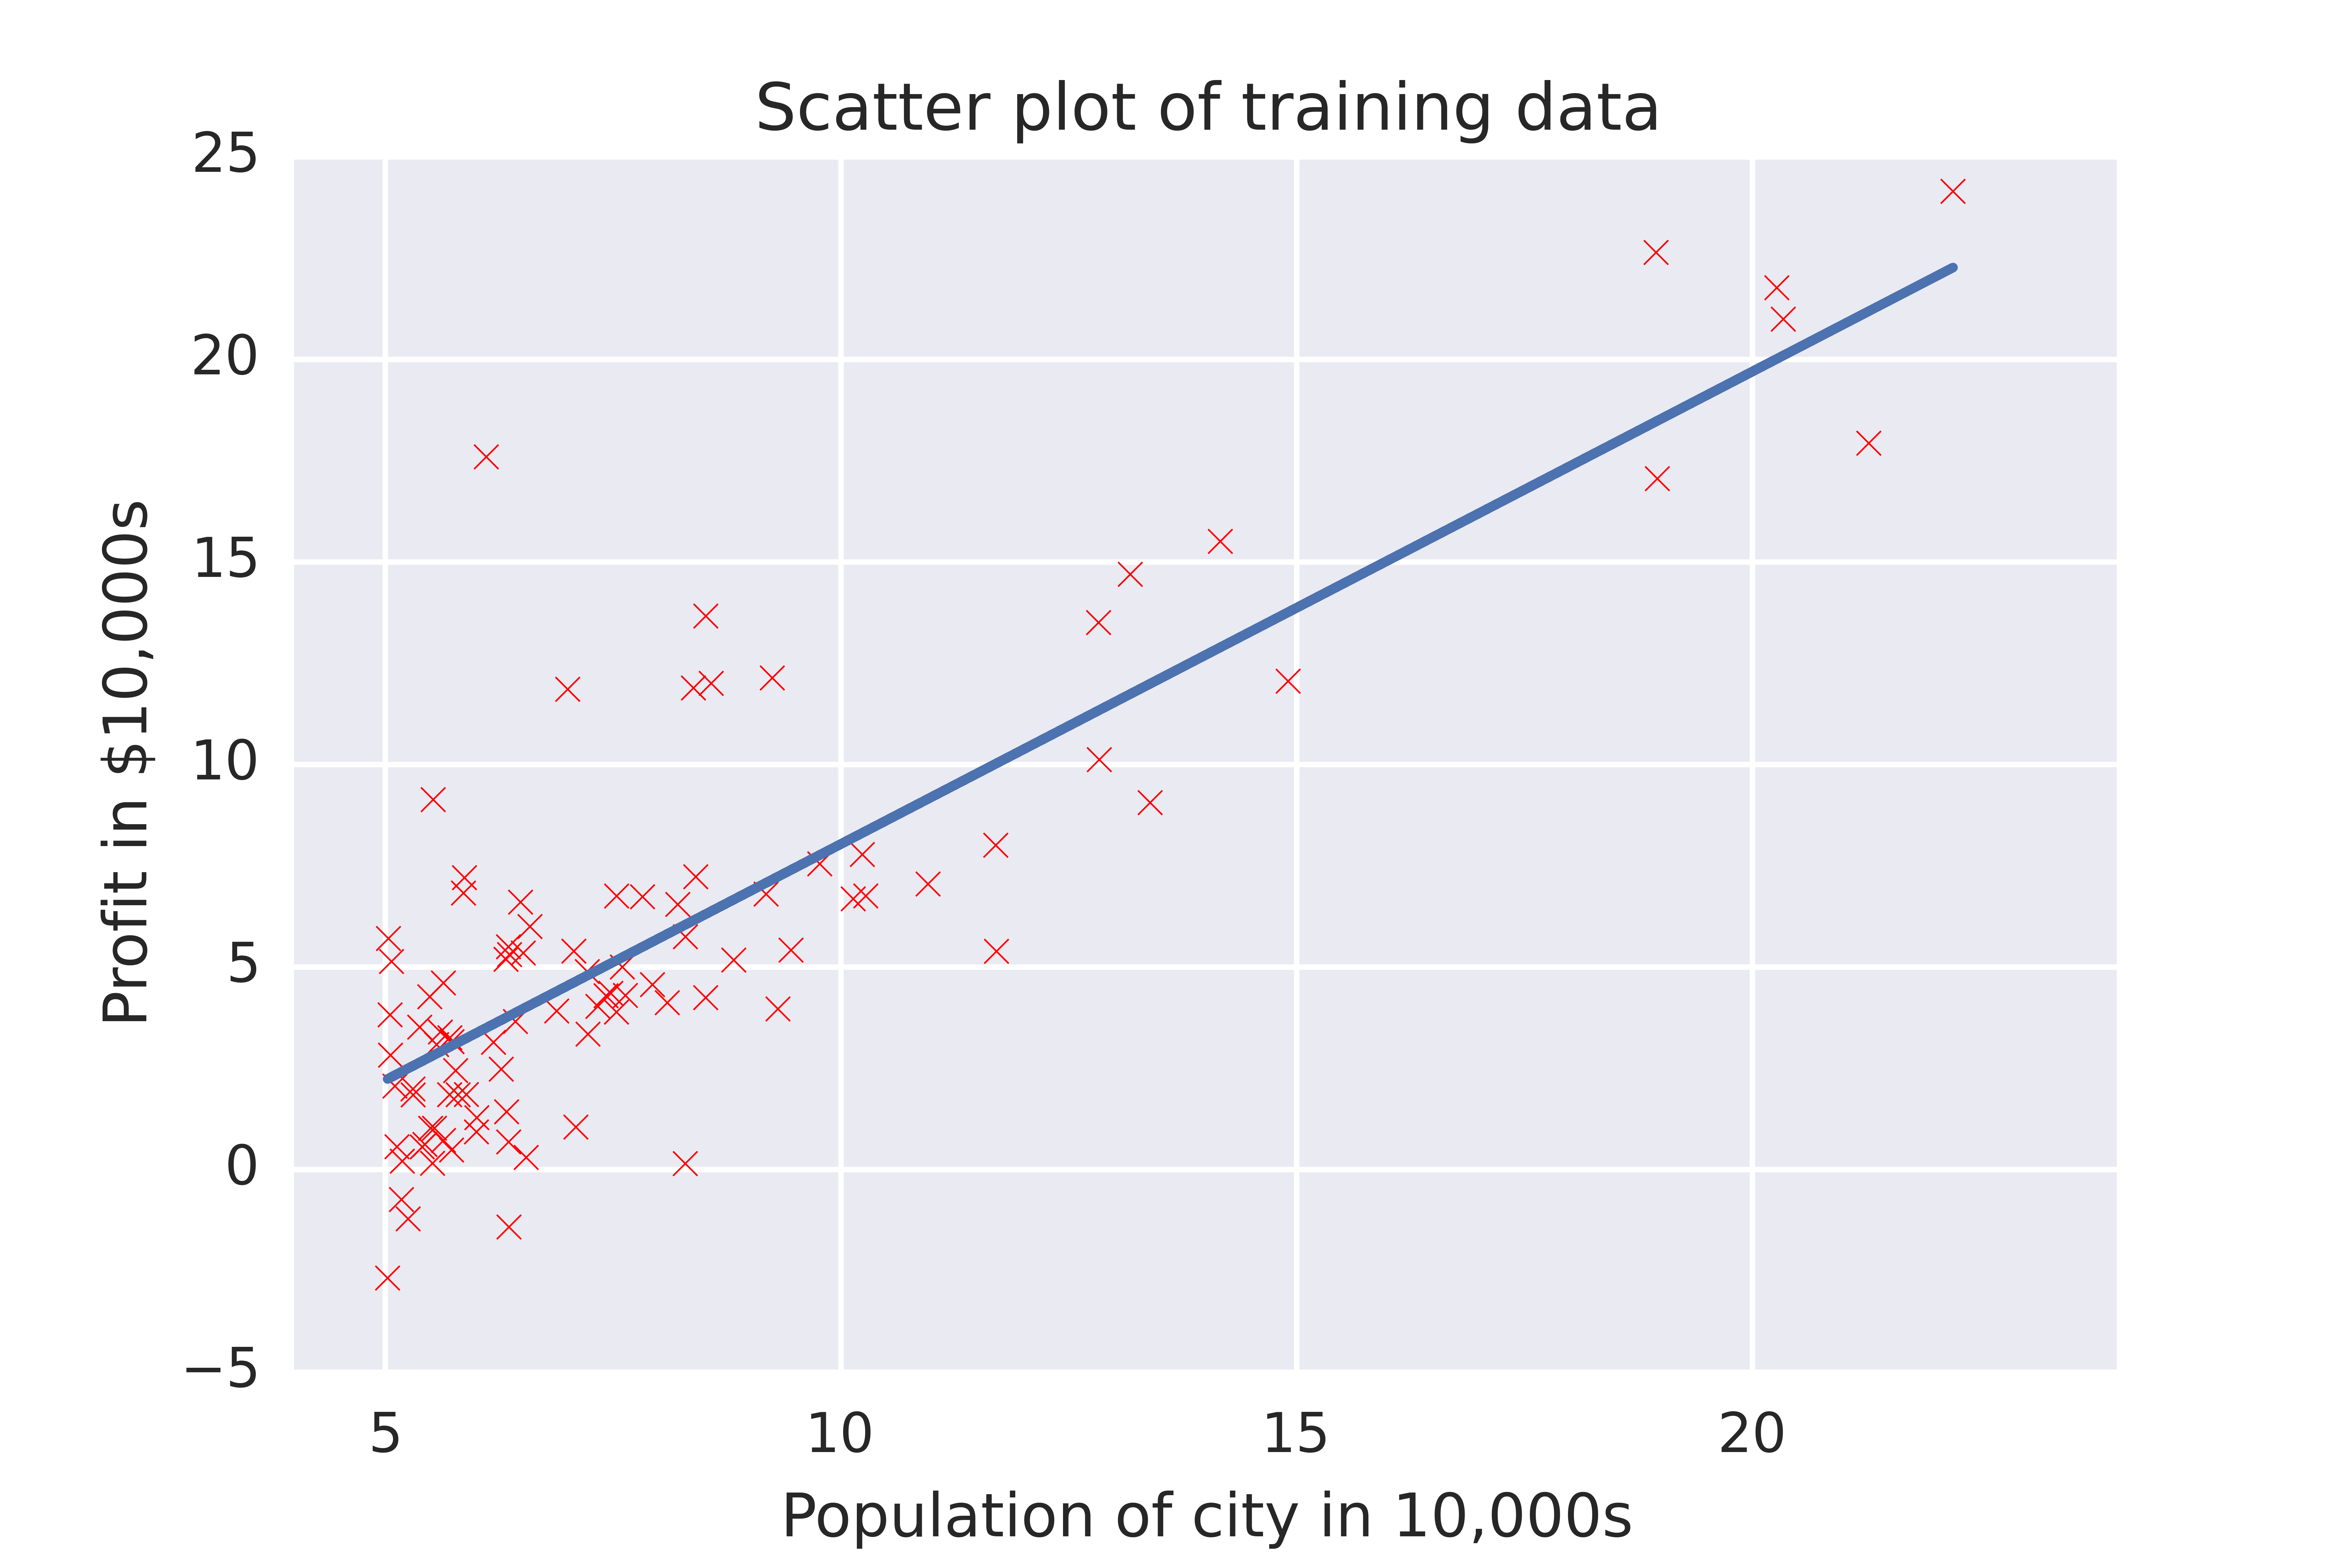 Scatter plot of training data
25
20
15
10
5
0
−5
Profit in $10,000s
5 10 15 20
Population of city in 10,000s